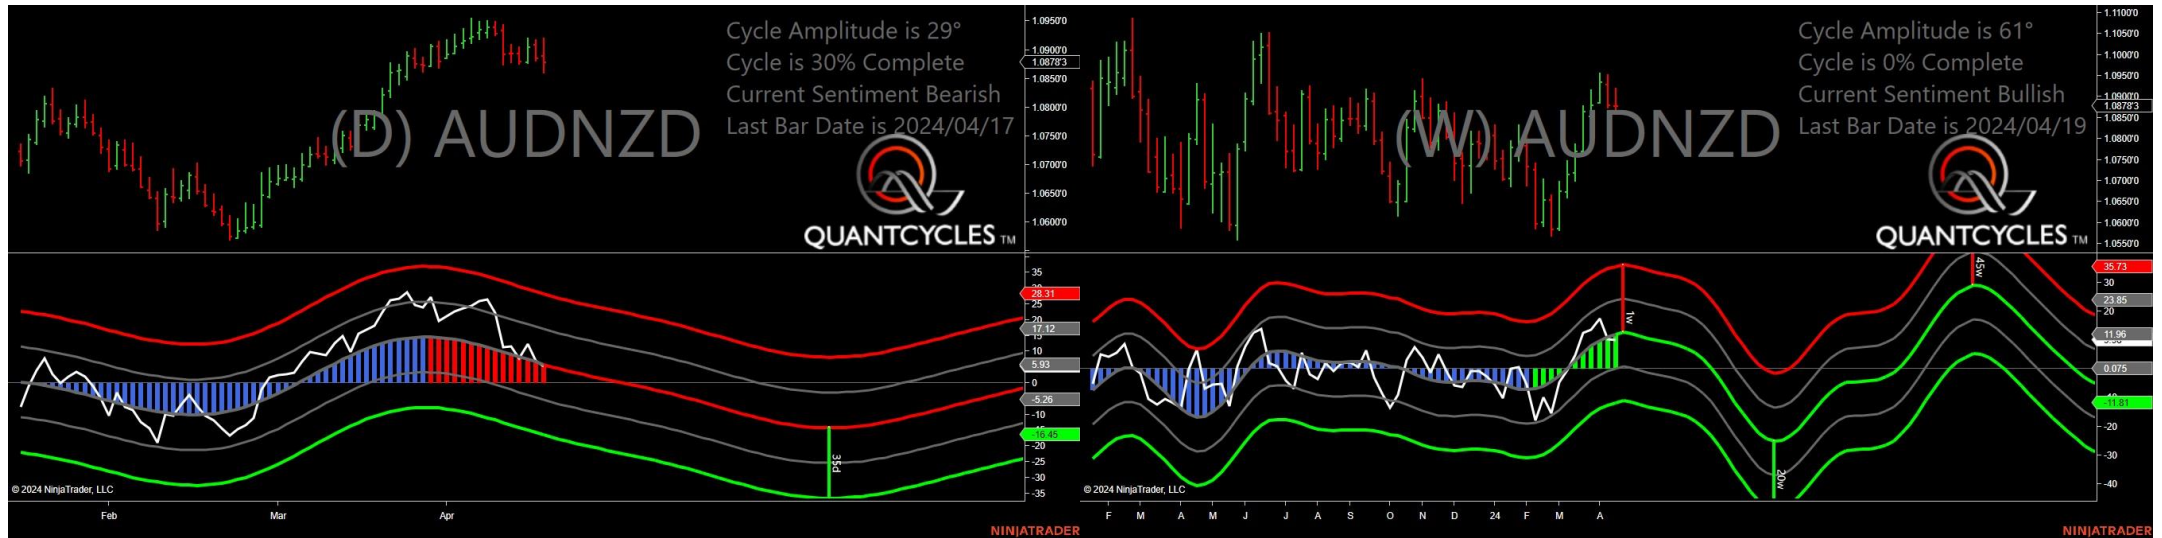 Cycle Amplitude is 29°
Cycle is 30% Complete
Current Sentiment Bearish
Last Bar Date is 2024/04/17
(D) AUDNZD
QUANTCYCLES TM
1.0950'0
1.0900'0
1.0878'3
1.0850'0
1.0800'0
1.0750'0
1.0700'0
1.0650'0
1.0600'0
35
28.31
25
20
17.12
15
10
5.93
0
-5.26
-10
-16.45
-20
-25
-30
-35
35d
© 2024 NinjaTrader, LLC
Feb Mar Apr
NINJATRADER
Cycle Amplitude is 61°
Cycle is 0% Complete
Current Sentiment Bullish
Last Bar Date is 2024/04/19
(W) AUDNZD
QUANTCYCLES TM
1.1100'0
1.1050'0
1.1000'0
1.0950'0
1.0900'0
1.0878'3
1.0850'0
1.0800'0
1.0750'0
1.0700'0
1.0650'0
1.0600'0
1.0550'0
35.73
30
23.85
20
11.96
0.075
-11.81
-20
-30
-40
1w
20w
45w
© 2024 NinjaTrader, LLC
F M A M J J A S O N D 24 F M A
NINJATRADER